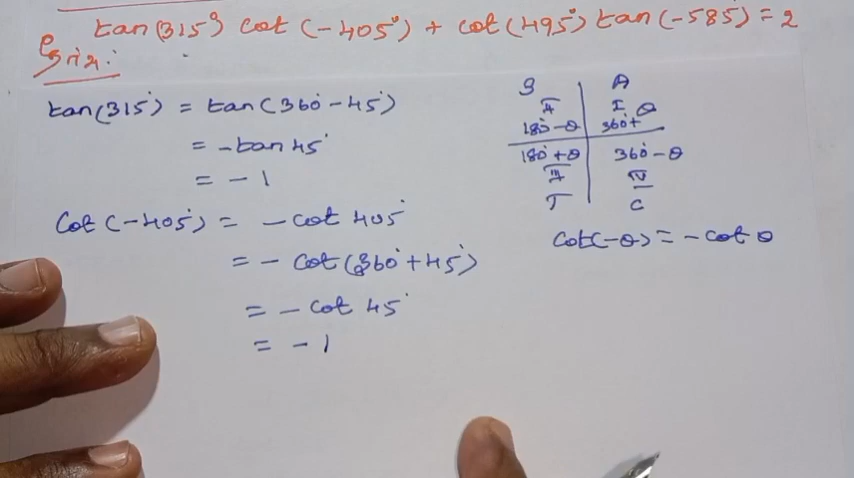 tan(315°) cot(-405°) + cot(495°) tan(-585°) = 2
tan(315°) = tan(360° - 45°)
= -tan 45°
= -1
cot(-405°) = - cot 405°
= - cot(360° + 45°)
= - cot 45°
= -1
S A
II I θ
180° - θ 360° +
180° + θ 360° - θ
III IV
T C
cot(-θ) = - cot θ